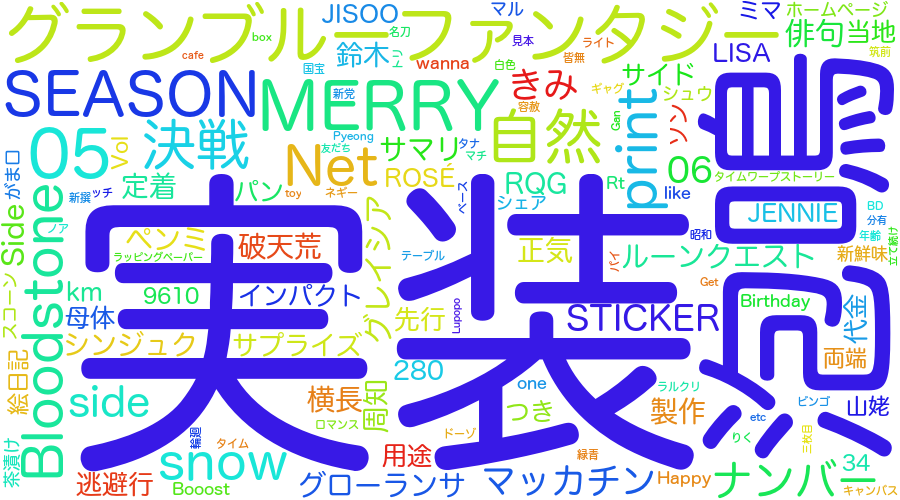 グランブルーファンタジー
JISOO
マル
ミマ
ホームページ
box
名刀
見本
ライト
俳句
当地
cafe
鈴木
wanna
白色
皆無
筑前
LISA
SEASON
MERRY
国宝
新党
きみ
容赦
ギャグ
サイド
シュウ
05
決戦
Vol
Pyeong
友だち
サマリ
タナ
マチ
自然
Gan
print
ソン
06
タイムワープストーリー
がまロ
新撰
ッチ
定着
パン
Net
toy
ネギー
ROSÉ
ベース
RQG
シェア
Rt
like
BD
分有
JENNIE
年齢
立て続け
Side
ノア
ペンミ
ラッピングペーパー
破天荒
グレイシア
テーブル
正気
パイ
ルーンクエスト
昭和
新鮮味
Bloodstone
km
9610
インパクト
先行
Lupopo
STICKER
Get
Birthday
代金
スコーン
母体
シンジュク
サプライズ
実装
絵日記
side
横長
周知
280
one
つき
製作
ラルクリ
ビンゴ
両端
山姥
茶漬け
輪廻
タイム
ロマンス
ドーゾ
緑青
etc
りく
三枚目
逃避行
snow
Booost
グローランサ
用途
マッカチン
Happy
ナンバー
34
キャンバス